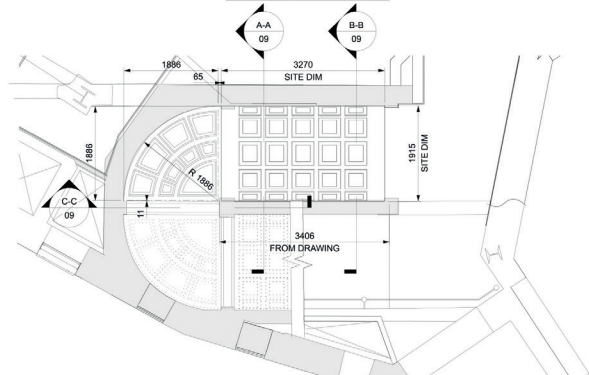 A-A
09
B-B
09
1886
3270
65
SITE DIM
1886
R 1886
1915
SITE DIM
C-C
09
11
3406
FROM DRAWING